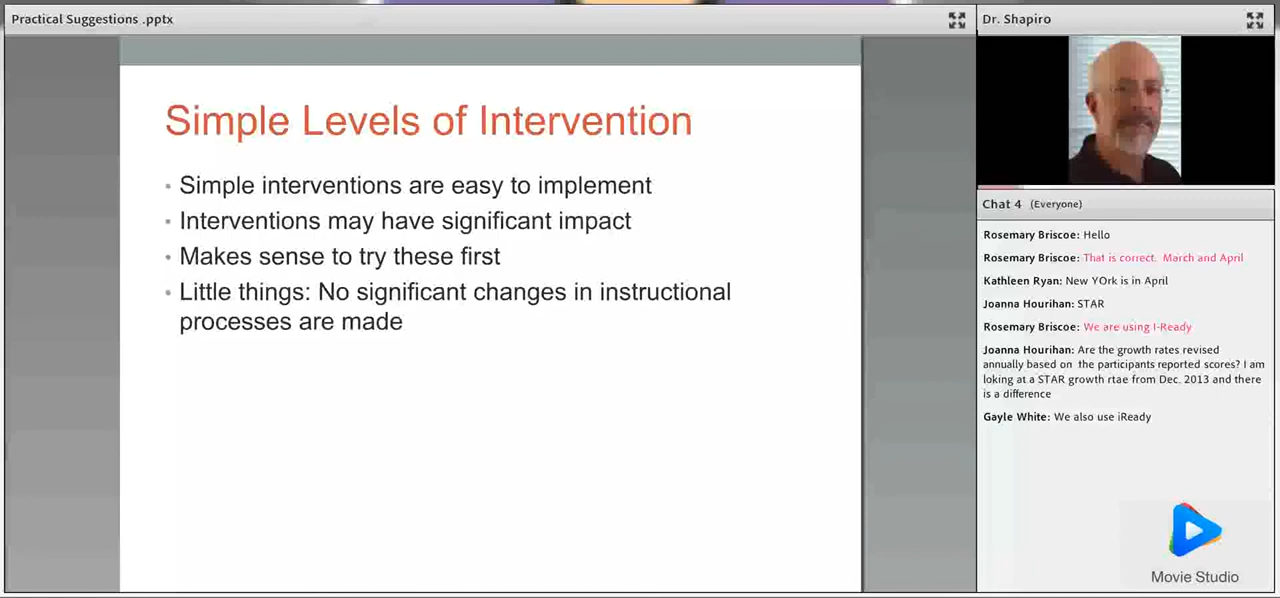 Practical Suggestions .pptx
Simple Levels of Intervention
Simple interventions are easy to implement
Interventions may have significant impact
Makes sense to try these first
Little things: No significant changes in instructional
processes are made
Dr. Shapiro
Chat 4 (Everyone)
Rosemary Briscoe: Hello
Rosemary Briscoe: That is correct. March and April
Kathleen Ryan: New YOrk is in April
Joanna Hourihan: STAR
Rosemary Briscoe: We are using I-Ready
Joanna Hourihan: Are the growth rates revised
annually based on the participants reported scores? I am
loking at a STAR growth rtae from Dec. 2013 and there
is a difference
Gayle White: We also use iReady
Movie Studio